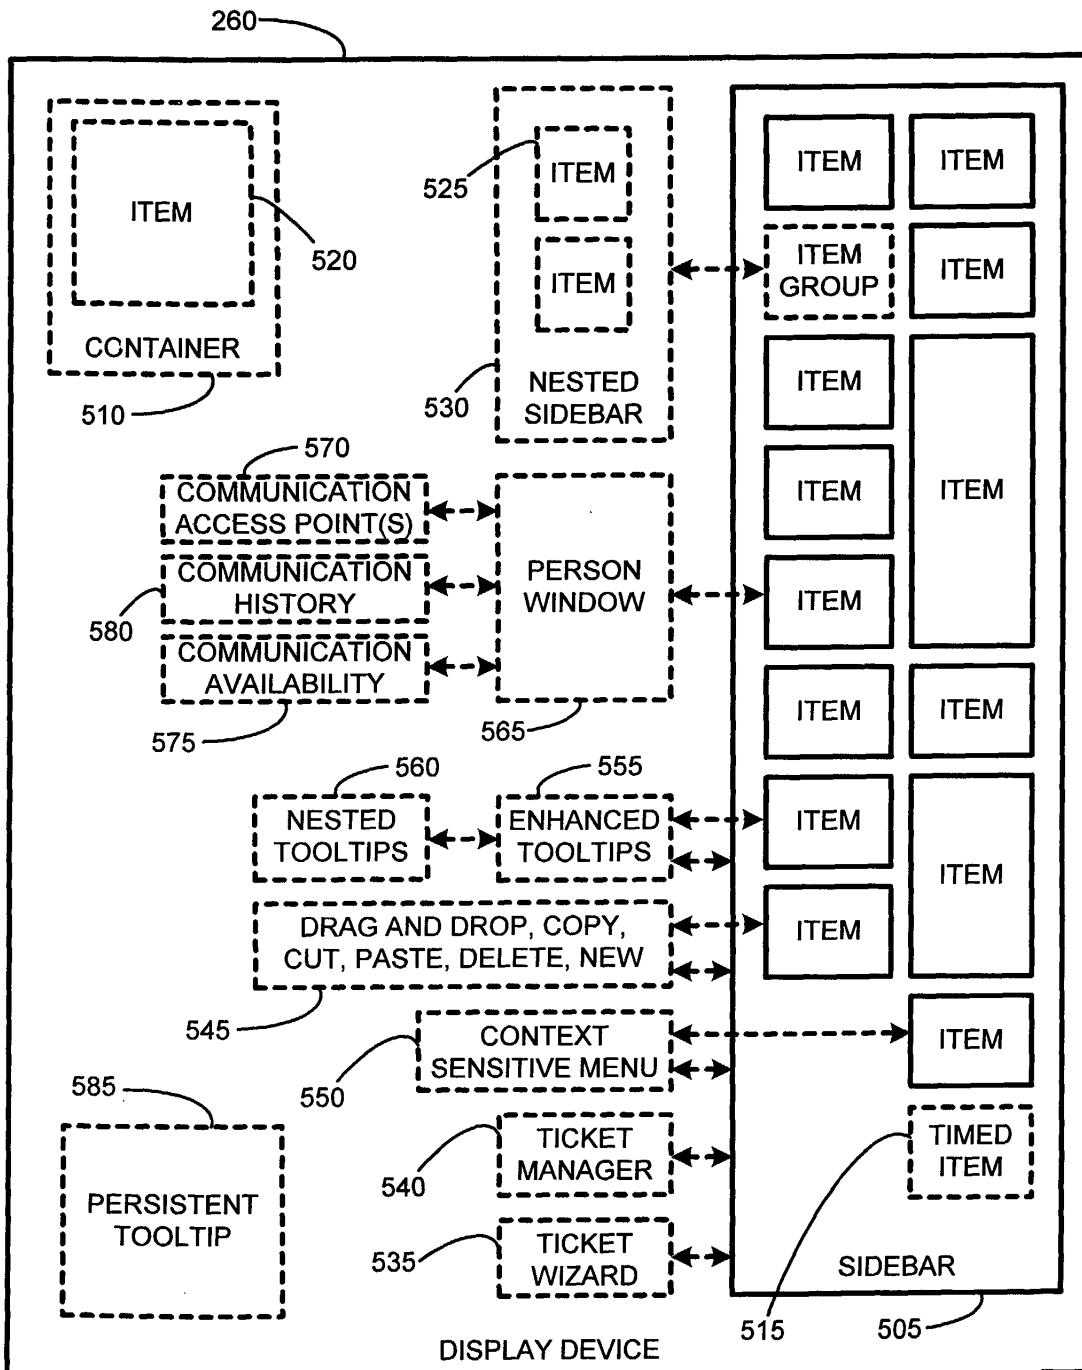 260
ITEM
520
CONTAINER
510
525
ITEM
ITEM
530
NESTED
SIDEBAR
ITEM
ITEM
ITEM
GROUP
ITEM
ITEM
ITEM
ITEM
ITEM
ITEM
ITEM
ITEM
ITEM
ITEM
ITEM
TIMED
ITEM
515
SIDEBAR
505
570
COMMUNICATION
ACCESS POINT(S)
COMMUNICATION
HISTORY
580
COMMUNICATION
AVAILABILITY
575
PERSON
WINDOW
565
560
NESTED
TOOLTIPS
555
ENHANCED
TOOLTIPS
DRAG AND DROP, COPY,
CUT, PASTE, DELETE, NEW
545
CONTEXT
SENSITIVE MENU
550
585
PERSISTENT
TOOLTIP
TICKET
MANAGER
540
TICKET
WIZARD
535
DISPLAY DEVICE